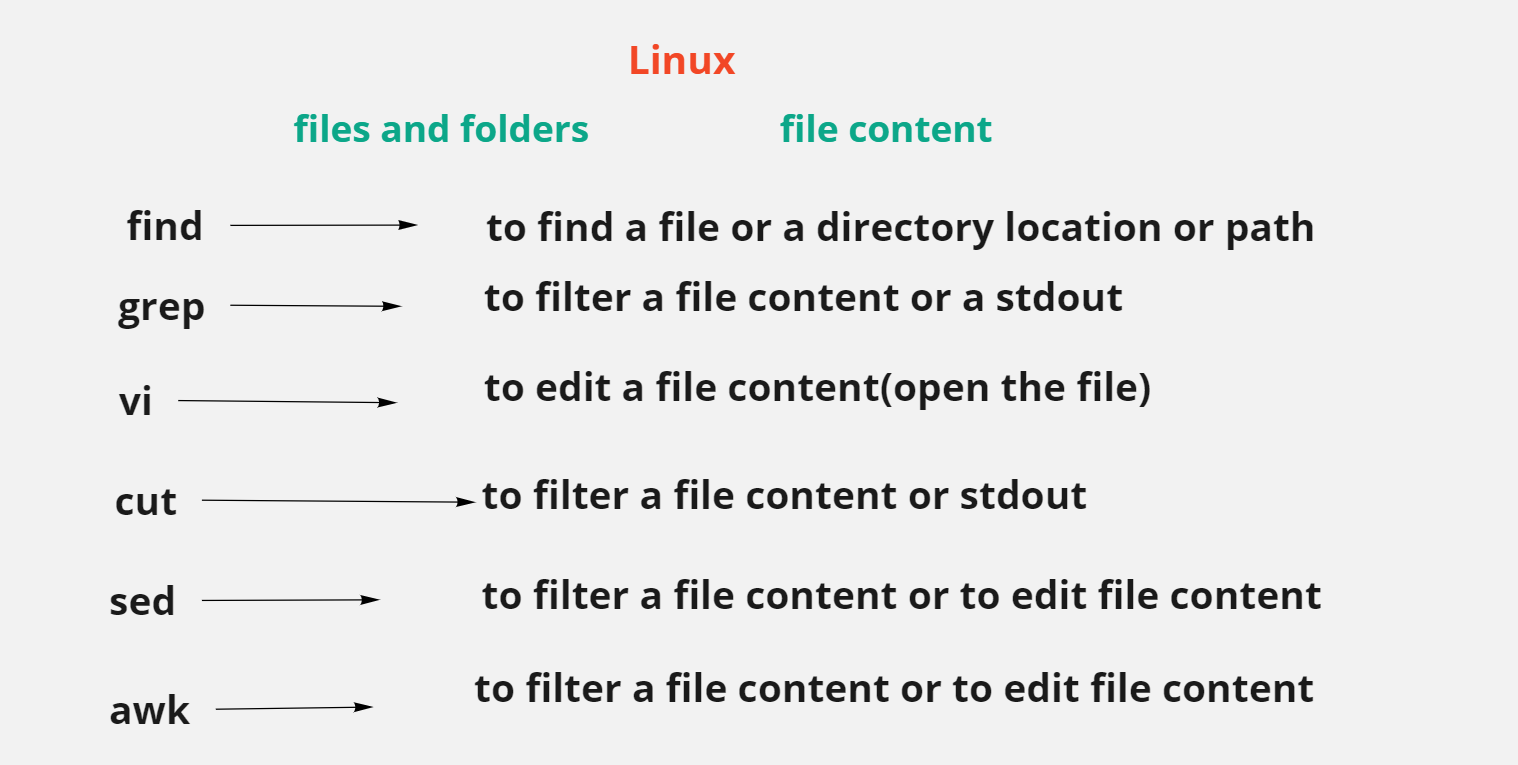 Linux
files and folders file content
find to find a file or a directory location or path
grep to filter a file content or a stdout
vi to edit a file content(open the file)
cut to filter a file content or stdout
sed to filter a file content or to edit file content
awk to filter a file content or to edit file content